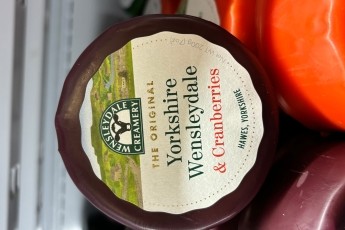 WENSLEYDALE
CREAMERY
THE ORIGINAL
Yorkshire
Wensleydale
& Cranberries
HAWES, YORKSHIRE